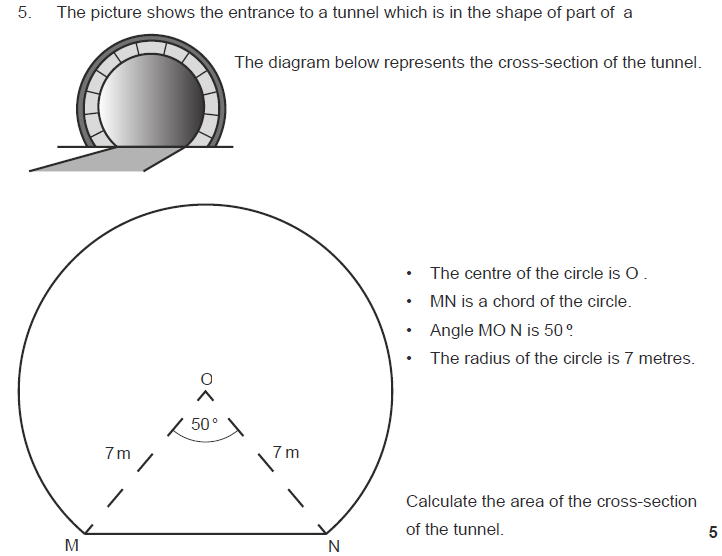 5. The picture shows the entrance to a tunnel which is in the shape of part of a
The diagram below represents the cross-section of the tunnel.
• The centre of the circle is O .
• MN is a chord of the circle.
• Angle MO N is 50°.
• The radius of the circle is 7 metres.
O
50°
7 m
7 m
Calculate the area of the cross-section
of the tunnel.
5
M
N